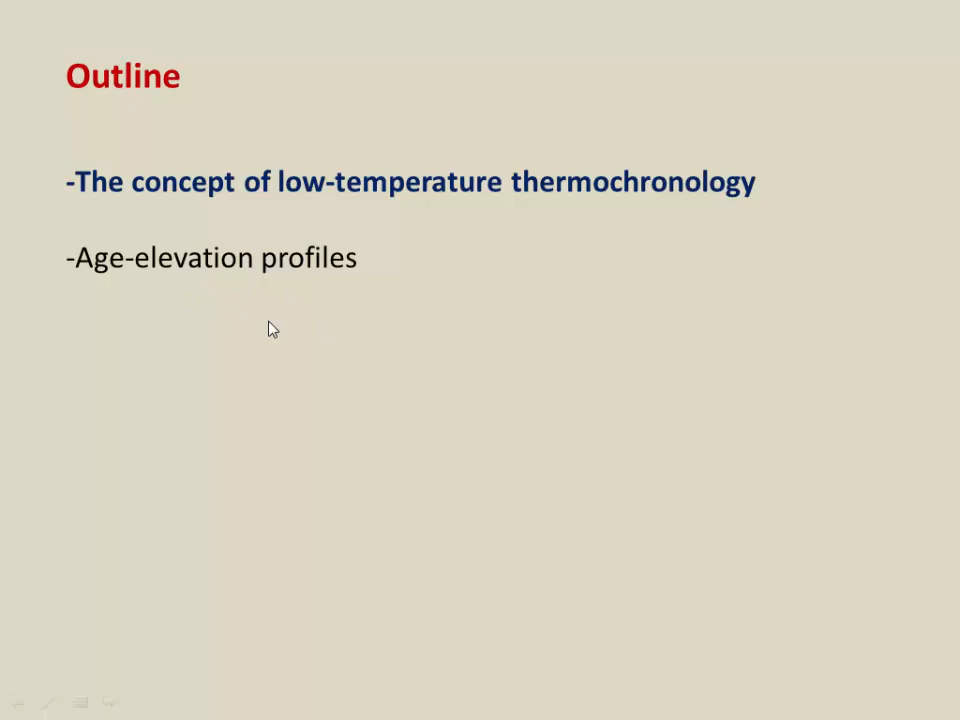 Outline
-The concept of low-temperature thermochronology
-Age-elevation profiles